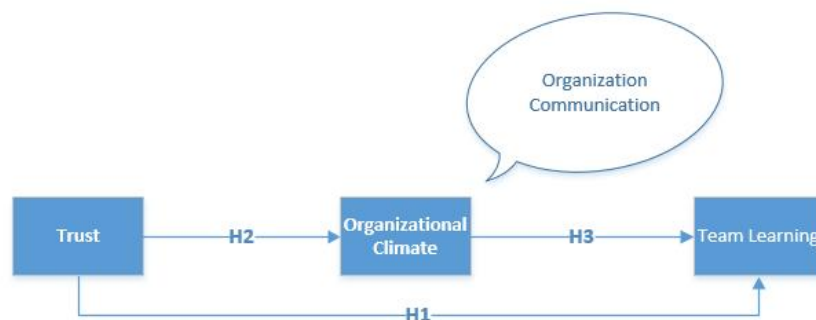 Organization
Communication
Trust
H2
Organizational
Climate
H3
Team Learning
H1